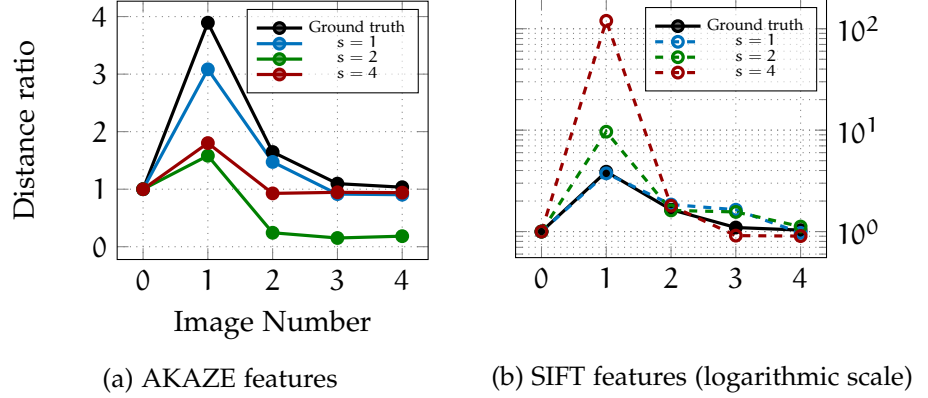 Distance ratio
4
3
2
1
0
0 1 2 3 4
Image Number
Ground truth
s = 1
s = 2
s = 4
(a) AKAZE features
Ground truth
s = 1
s = 2
s = 4
10²
10¹
10⁰
0 1 2 3 4
(b) SIFT features (logarithmic scale)